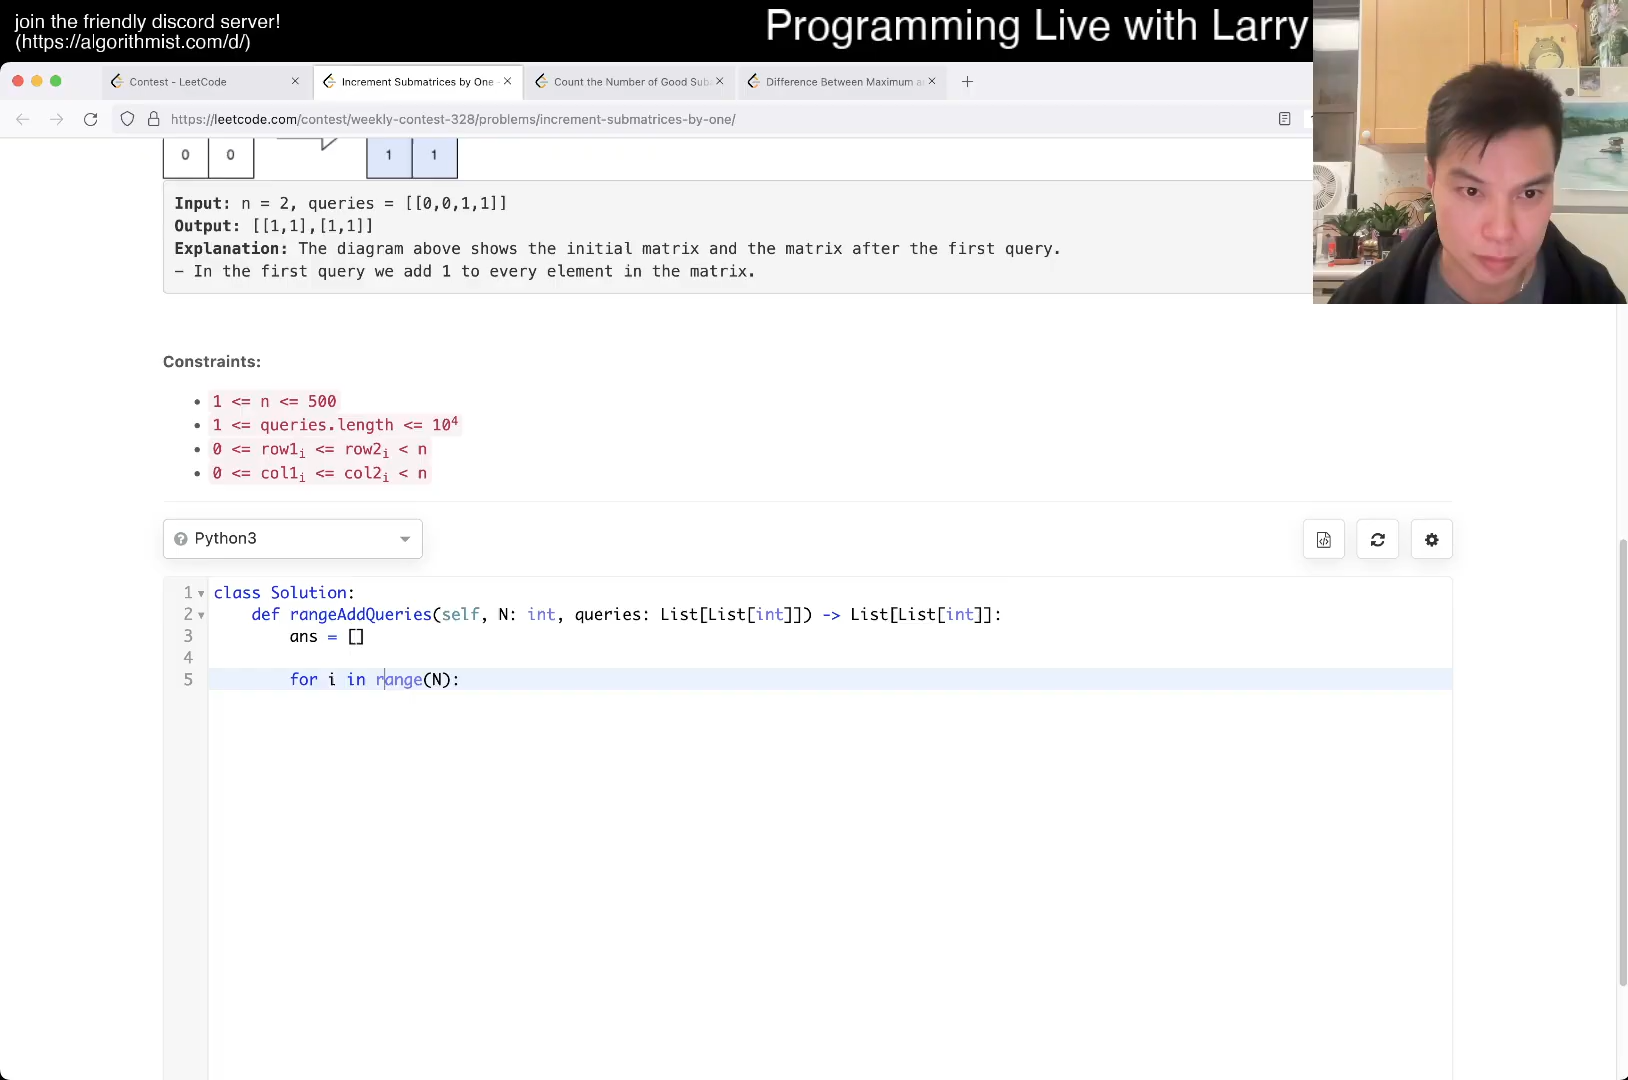 join the friendly discord server!
(https://algorithmist.com/d/)
Programming Live with Larry
Contest - LeetCode
Increment Submatrices by One -
Count the Number of Good Sub
Difference Between Maximum a
https://leetcode.com/contest/weekly-contest-328/problems/increment-submatrices-by-one/
0 0 1 1
Input: n = 2, queries = [[0,0,1,1]]
Output: [[1,1],[1,1]]
Explanation: The diagram above shows the initial matrix and the matrix after the first query.
- In the first query we add 1 to every element in the matrix.
Constraints:
• 1 <= n <= 500
• 1 <= queries.length <= 10⁴
• 0 <= row1ᵢ <= row2ᵢ < n
• 0 <= col1ᵢ <= col2ᵢ < n
Python3
1 class Solution:
2 def rangeAddQueries(self, N: int, queries: List[List[int]]) -> List[List[int]]:
3 ans = []
4
5 for i in range(N):